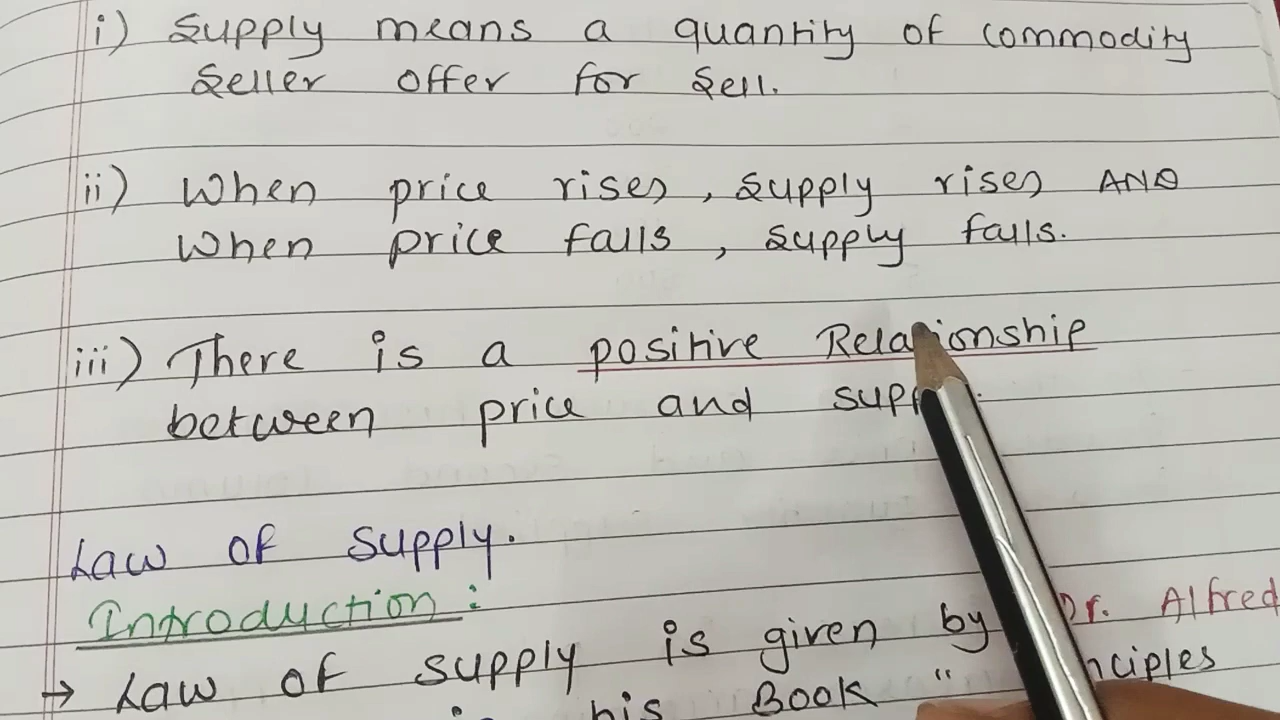 i) Supply means a quantity of commodity
Seller offer for Sell.
ii) When price rises, supply rises AND
When price falls, supply falls.
iii) There is a positive Relationship
between price and
Law of supply.
Introduction:
→ Law of supply is given by Dr. Alfred
his Book "